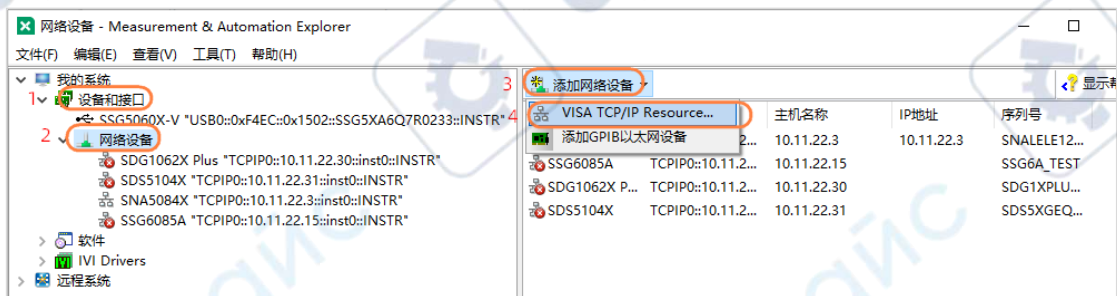 网络设备 - Measurement & Automation Explorer
文件(F) 编辑(E) 查看(V) 工具(T) 帮助(H)
我的系统
1 设备和接口
SSG5060X-V "USB0::0xF4EC::0x1502::SSG5XA6Q7R0233::INSTR"
2 网络设备
SDG1062X Plus "TCPIP0::10.11.22.30::inst0::INSTR"
SDS5104X "TCPIP0::10.11.22.31::inst0::INSTR"
SNA5084X "TCPIP0::10.11.22.3::inst0::INSTR"
SSG6085A "TCPIP0::10.11.22.15::inst0::INSTR"
软件
IVI Drivers
远程系统
3 添加网络设备 显示帮
4 VISA TCP/IP Resource...
添加GPIB以太网设备
主机名称 IP地址 序列号
2... 10.11.22.3 10.11.22.3 SNALELE12...
SSG6085A TCPIP0::10.11.2... 10.11.22.15 SSG6A_TEST
SDG1062X P... TCPIP0::10.11.2... 10.11.22.30 SDG1XPLU...
SDS5104X TCPIP0::10.11.2... 10.11.22.31 SDS5XGEQ...